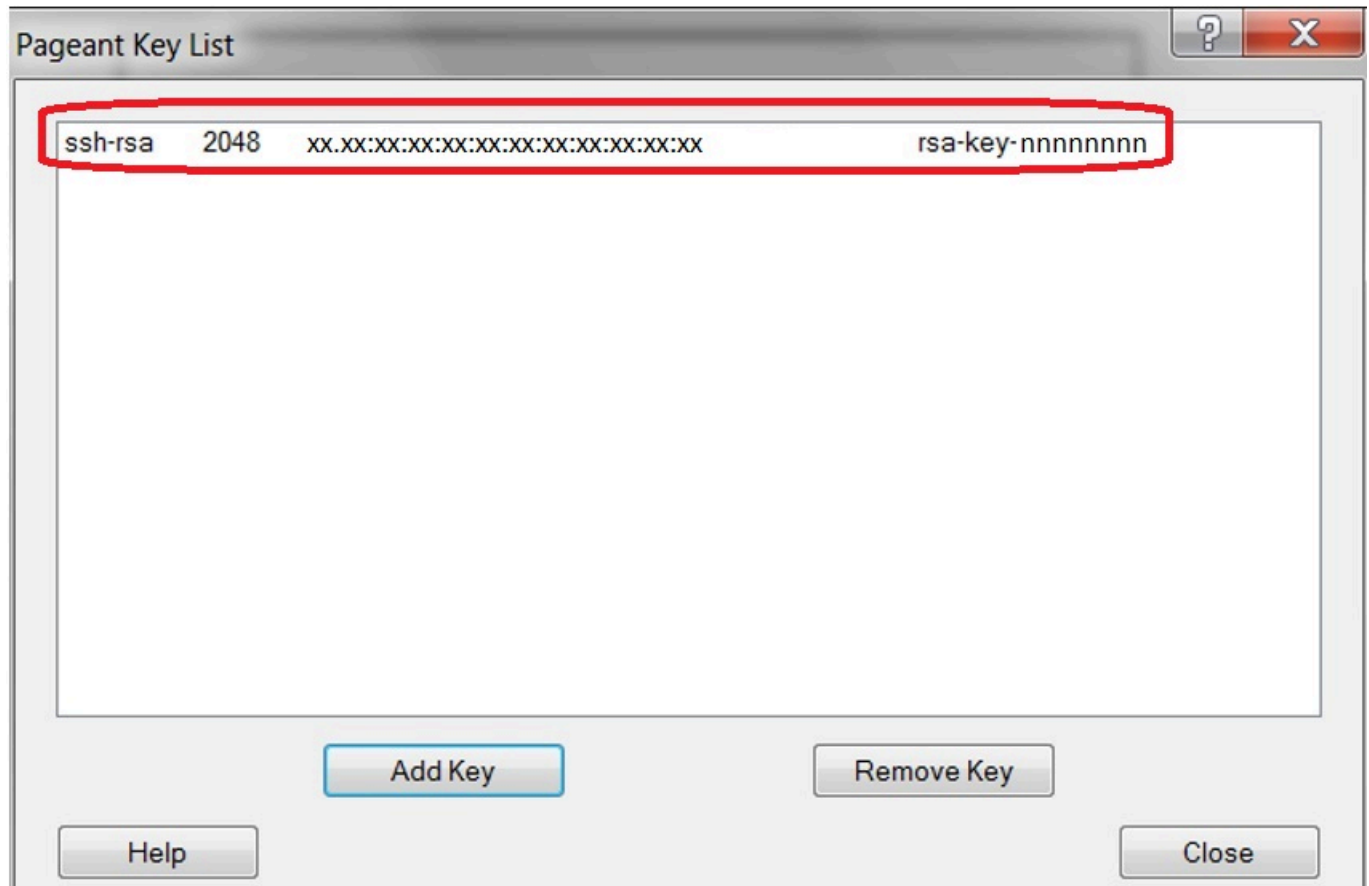 Pageant Key List
ssh-rsa 2048 xx.xx:xx:xx:xx:xx:xx:xx:xx:xx:xx:xx rsa-key-nnnnnnnn
Add Key Remove Key
Help Close